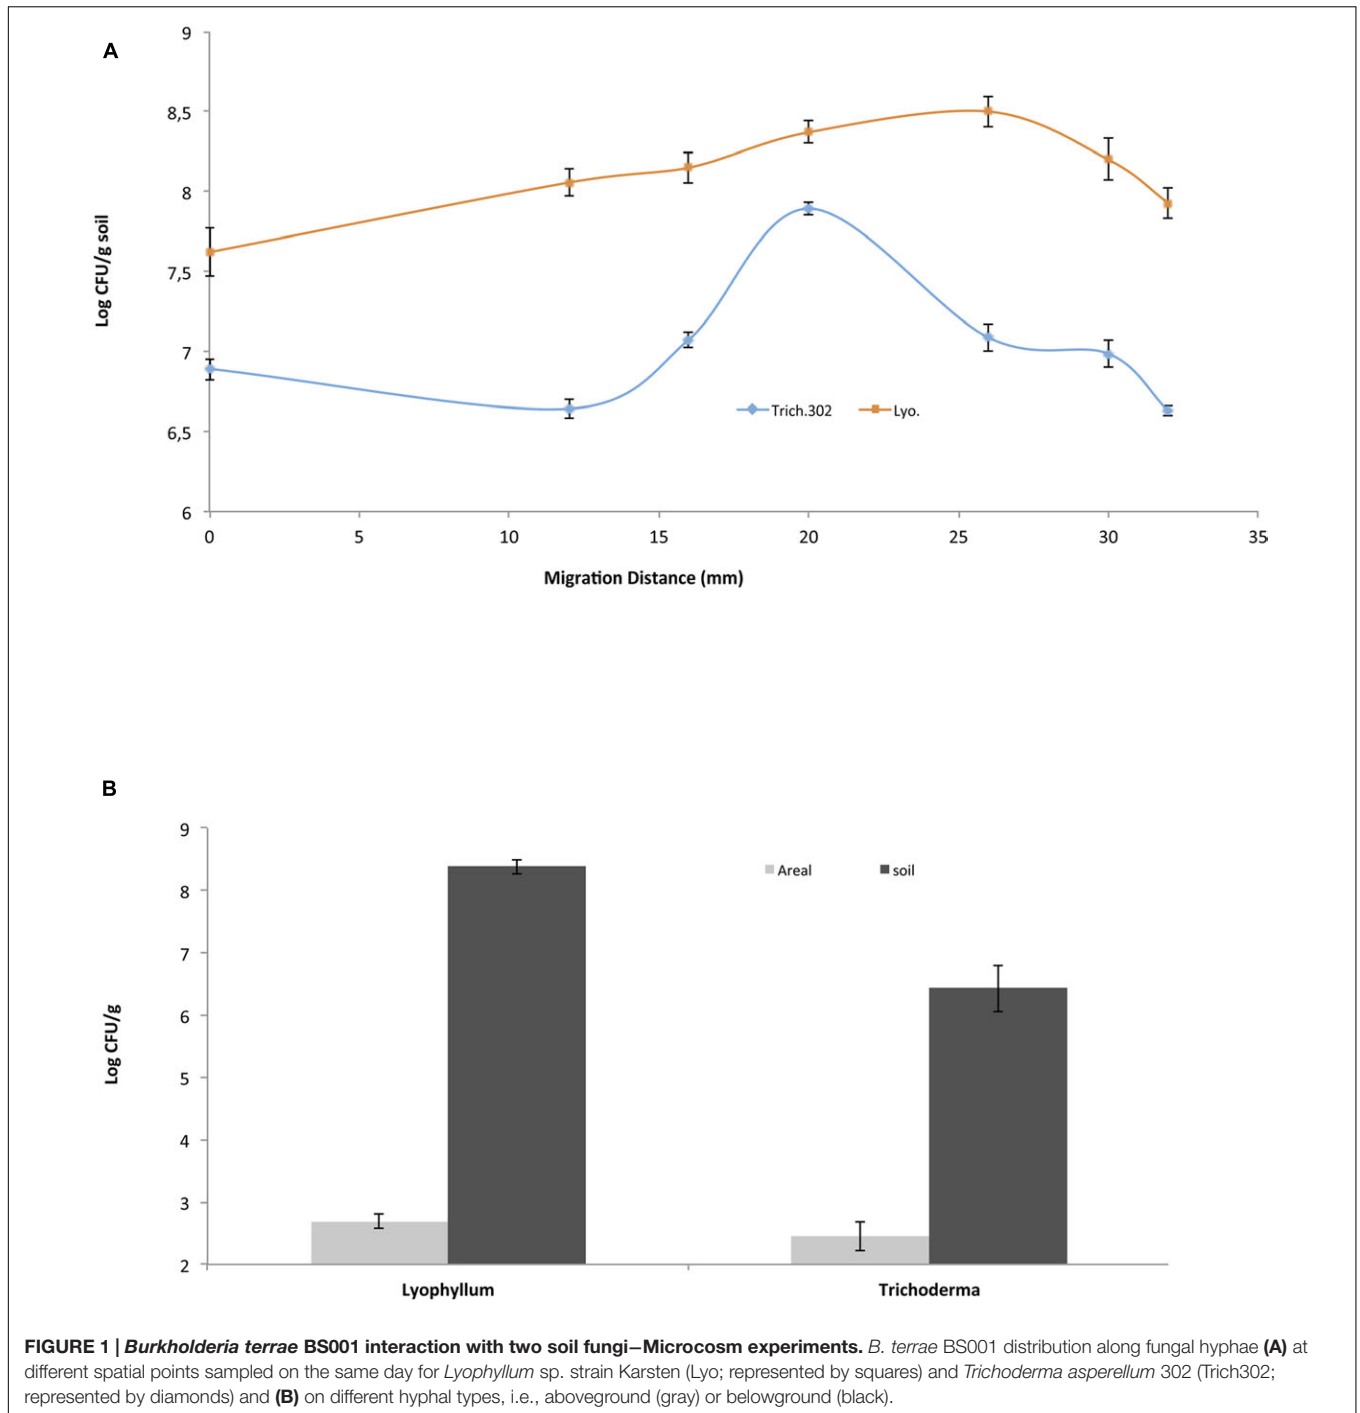 A
9
8,5
8
7,5
7
6,5
6
Log CFU/g soil
Trich.302 Lyo.
0 5 10 15 20 25 30 35
Migration Distance (mm)
B
9
8
7
6
5
4
3
2
Log CFU/g
Areal soil
Lyophyllum Trichoderma
FIGURE 1 | Burkholderia terrae BS001 interaction with two soil fungi–Microcosm experiments. B. terrae BS001 distribution along fungal hyphae (A) at
different spatial points sampled on the same day for Lyophyllum sp. strain Karsten (Lyo; represented by squares) and Trichoderma asperellum 302 (Trich302;
represented by diamonds) and (B) on different hyphal types, i.e., aboveground (gray) or belowground (black).